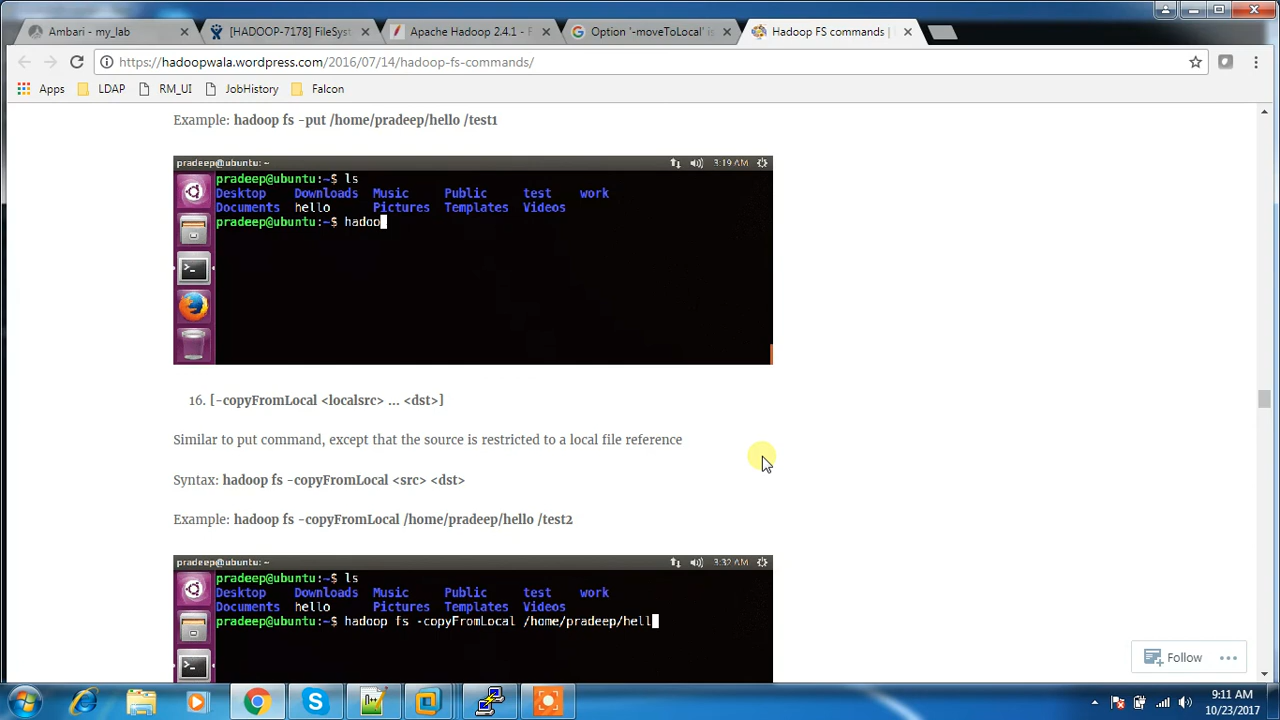 Ambari - my_lab
[HADOOP-7178] FileSys
Apache Hadoop 2.4.1 - F
Option '-moveToLocal' is
Hadoop FS commands |
https://hadoopwala.wordpress.com/2016/07/14/hadoop-fs-commands/
Apps LDAP RM_UI JobHistory Falcon
Example: hadoop fs -put /home/pradeep/hello /test1
pradeep@ubuntu: ~ 3:19 AM
pradeep@ubuntu:~$ ls
Desktop Downloads Music Public test work
Documents hello Pictures Templates Videos
pradeep@ubuntu:~$ hadoo
16. [-copyFromLocal <localsrc> ... <dst>]
Similar to put command, except that the source is restricted to a local file reference
Syntax: hadoop fs -copyFromLocal <src> <dst>
Example: hadoop fs -copyFromLocal /home/pradeep/hello /test2
pradeep@ubuntu: ~ 3:32 AM
pradeep@ubuntu:~$ ls
Desktop Downloads Music Public test work
Documents hello Pictures Templates Videos
pradeep@ubuntu:~$ hadoop fs -copyFromLocal /home/pradeep/hell
Follow
9:11 AM
10/23/2017